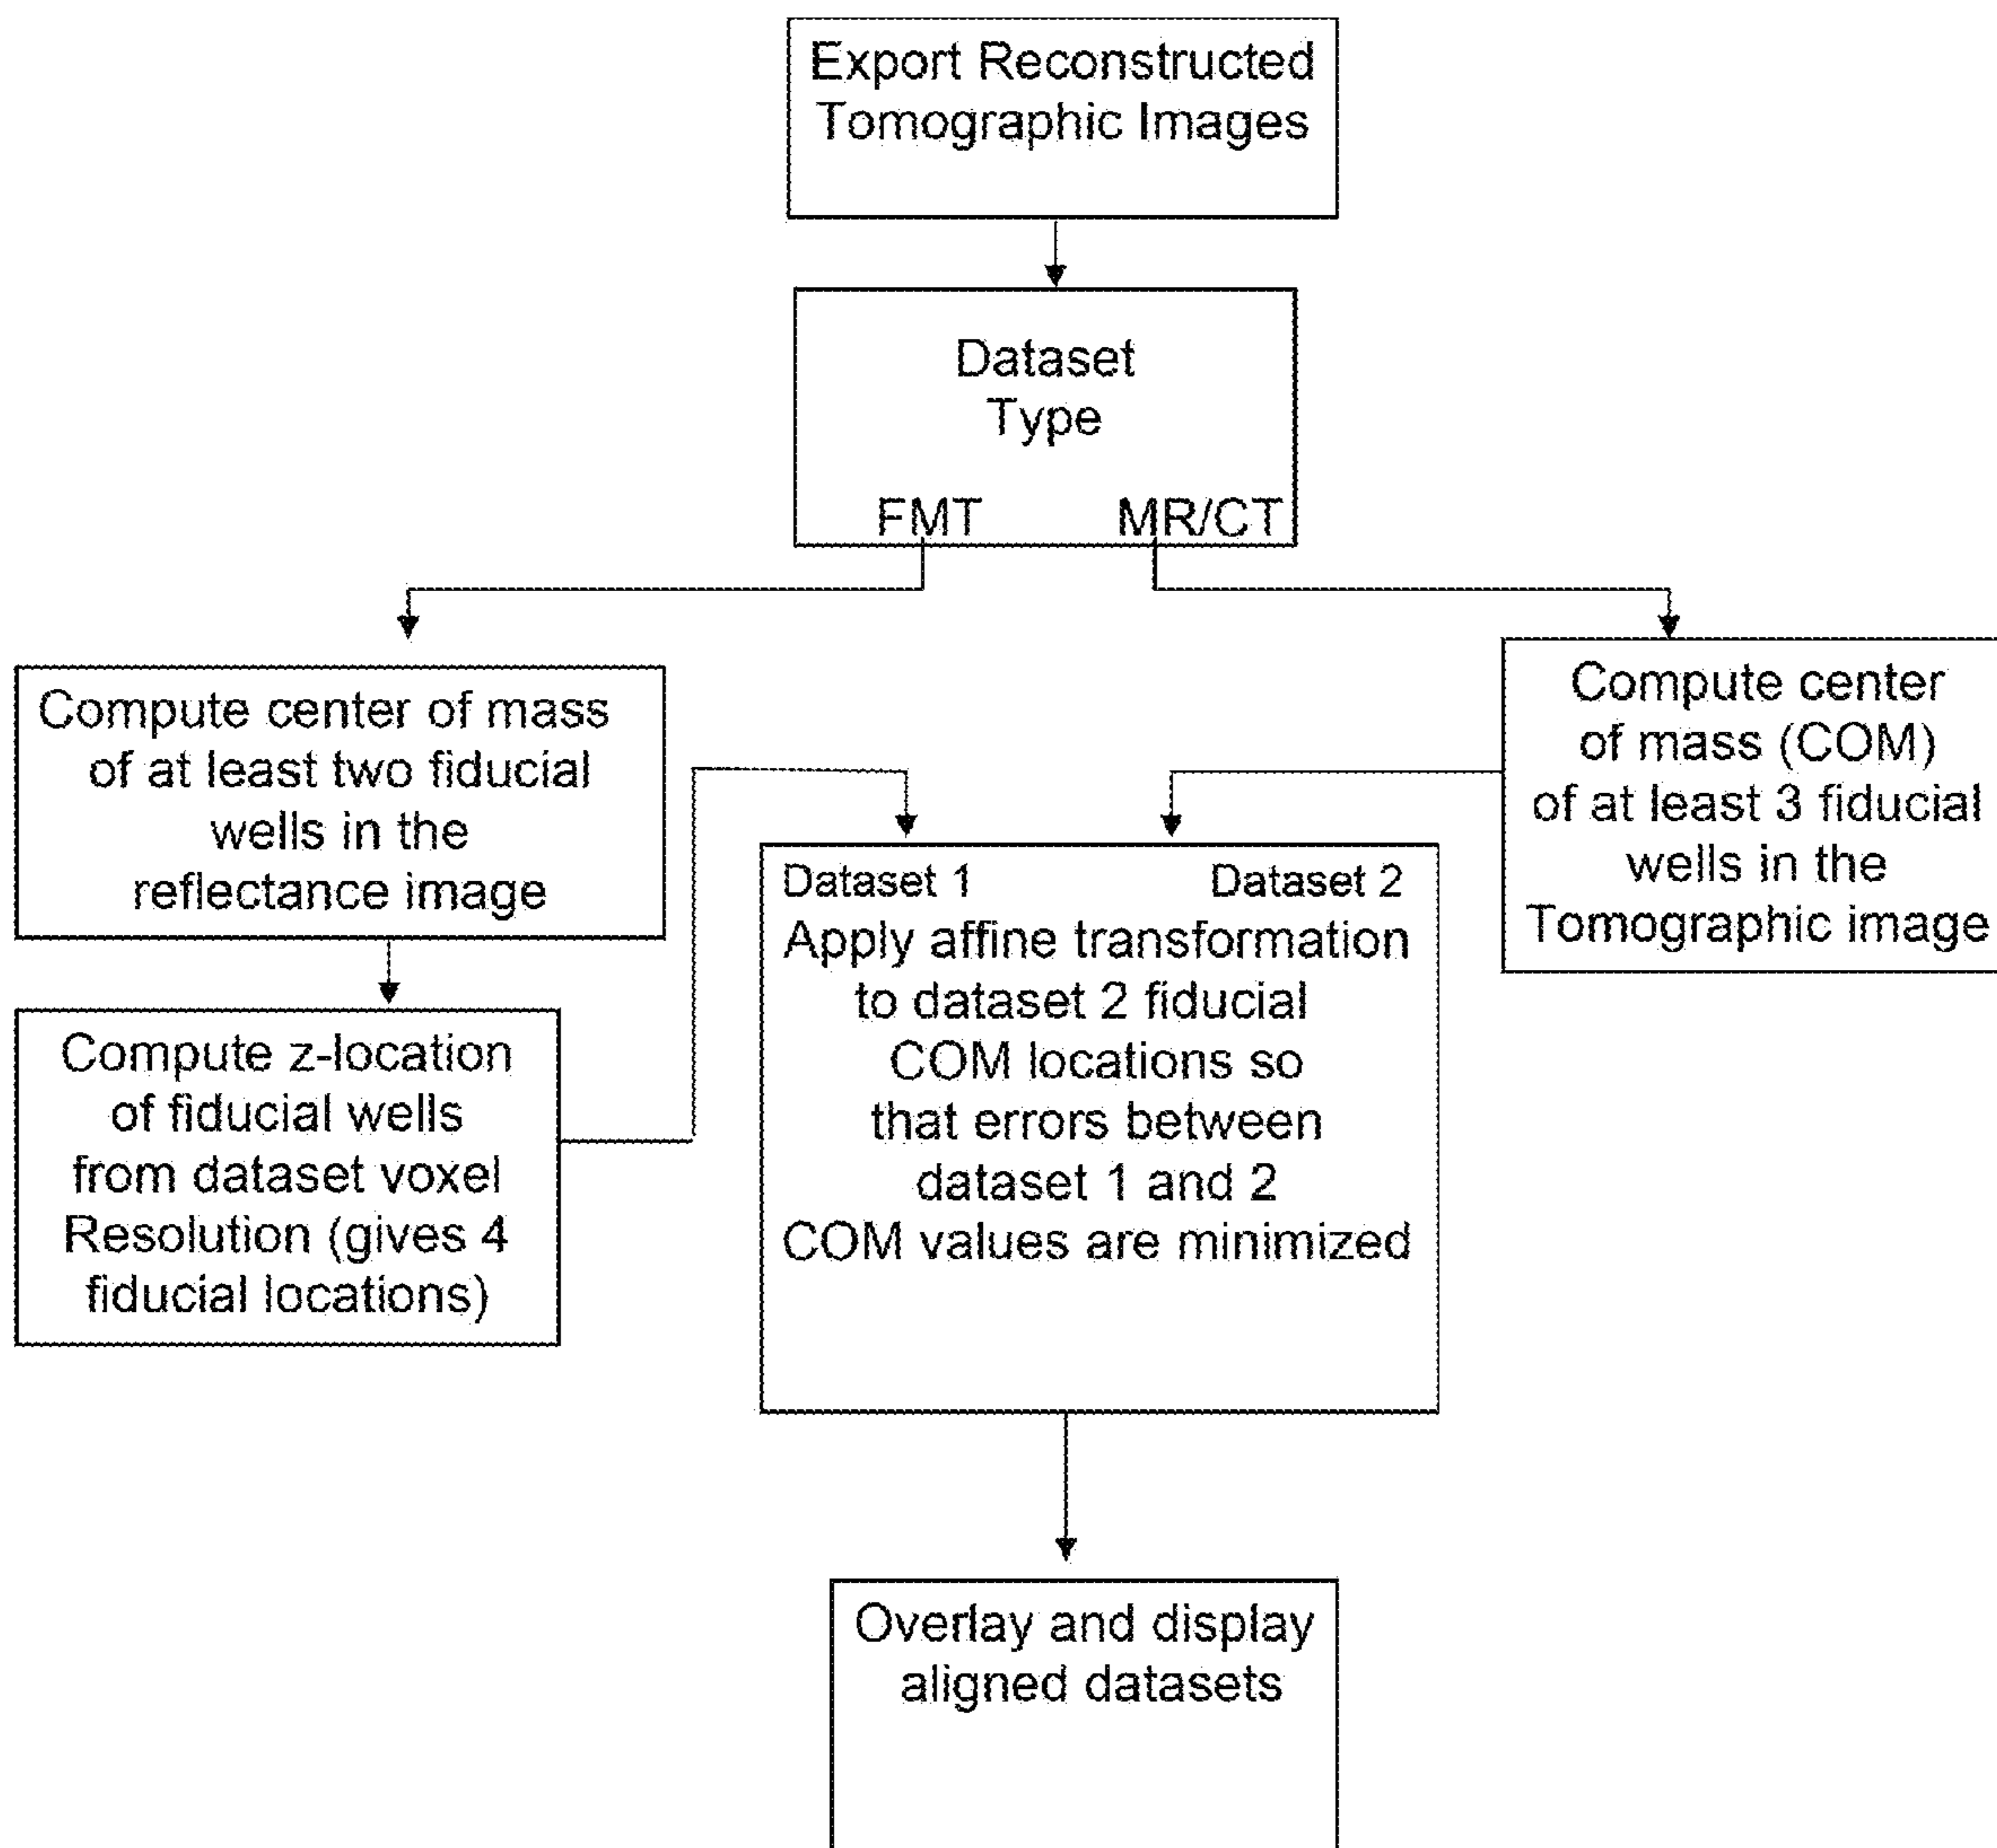 Export Reconstructed
Tomographic Images
Dataset
Type
FMT MR/CT
Compute center of mass
of at least two fiducial
wells in the
reflectance image
Compute center
of mass (COM)
of at least 3 fiducial
wells in the
Tomographic image
Compute z-location
of fiducial wells
from dataset voxel
Resolution (gives 4
fiducial locations)
Dataset 1 Dataset 2
Apply affine transformation
to dataset 2 fiducial
COM locations so
that errors between
dataset 1 and 2
COM values are minimized
Overlay and display
aligned datasets